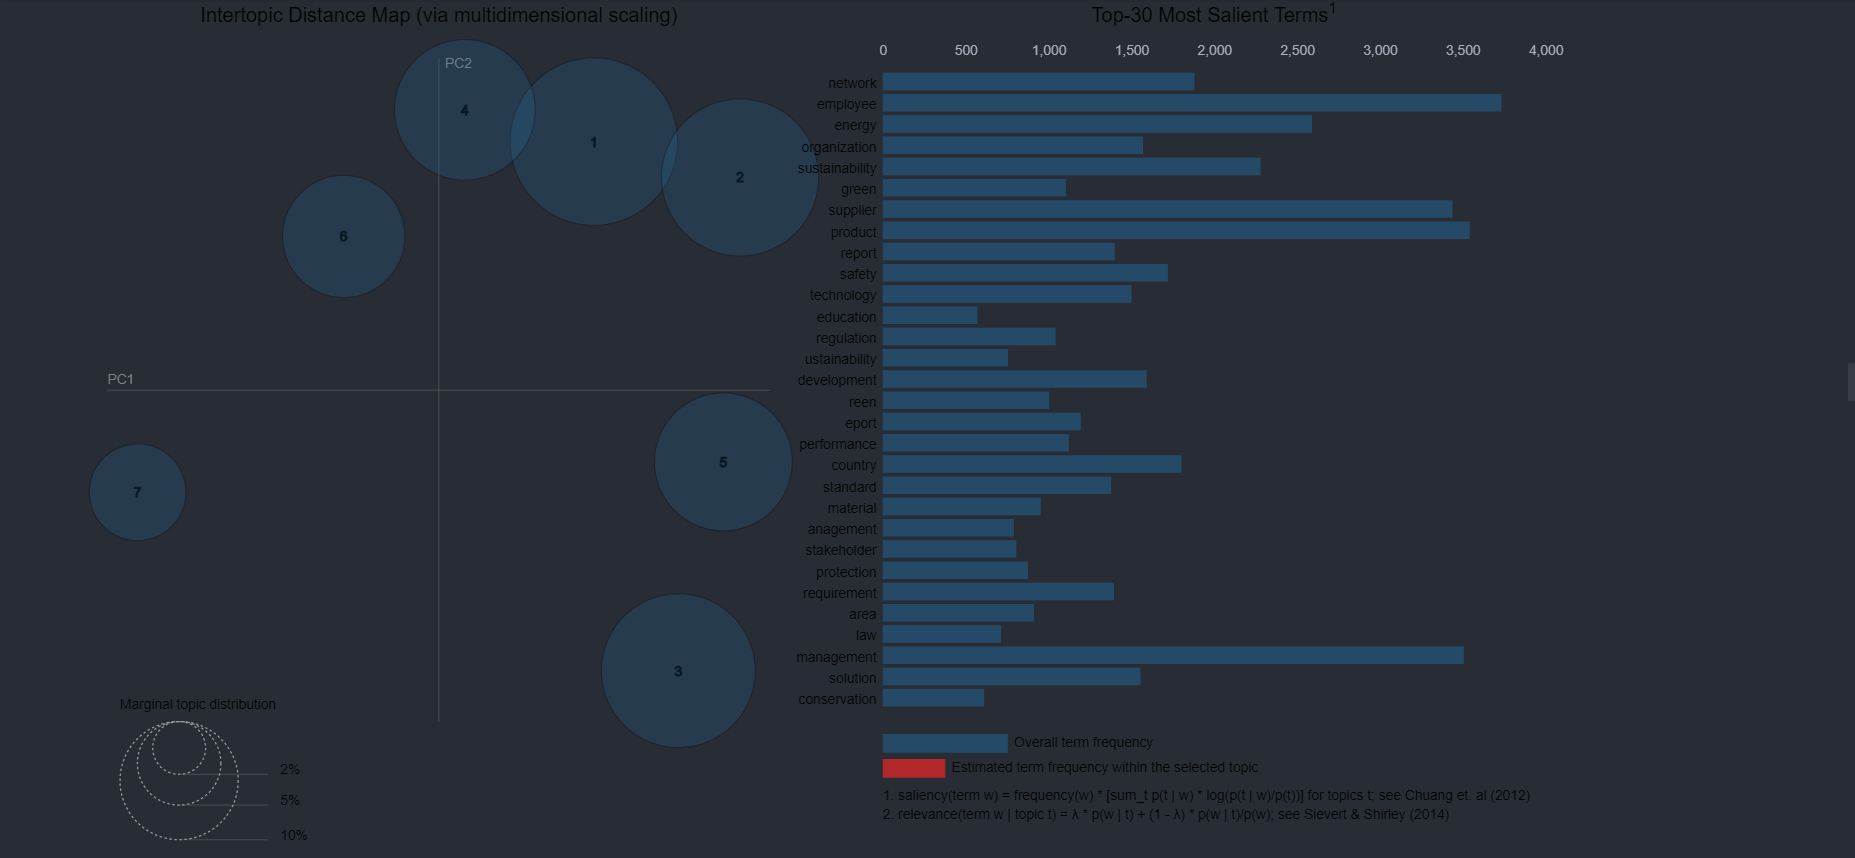 Intertopic Distance Map (via multidimensional scaling)
PC2
4
1
2
6
PC1
5
7
3
Marginal topic distribution
2%
5%
10%
Top-30 Most Salient Terms1
0 500 1,000 1,500 2,000 2,500 3,000 3,500 4,000
network
employee
energy
organization
sustainability
green
supplier
product
report
safety
technology
education
regulation
ustainability
development
reen
eport
performance
country
standard
material
anagement
stakeholder
protection
requirement
area
law
management
solution
conservation
Overall term frequency
Estimated term frequency within the selected topic
1. saliency(term w) = frequency(w) * [sum_t p(t | w) * log(p(t | w)/p(t))] for topics t; see Chuang et. al (2012)
2. relevance(term w | topic t) = λ * p(w | t) + (1 - λ) * p(w | t)/p(w); see Sievert & Shirley (2014)